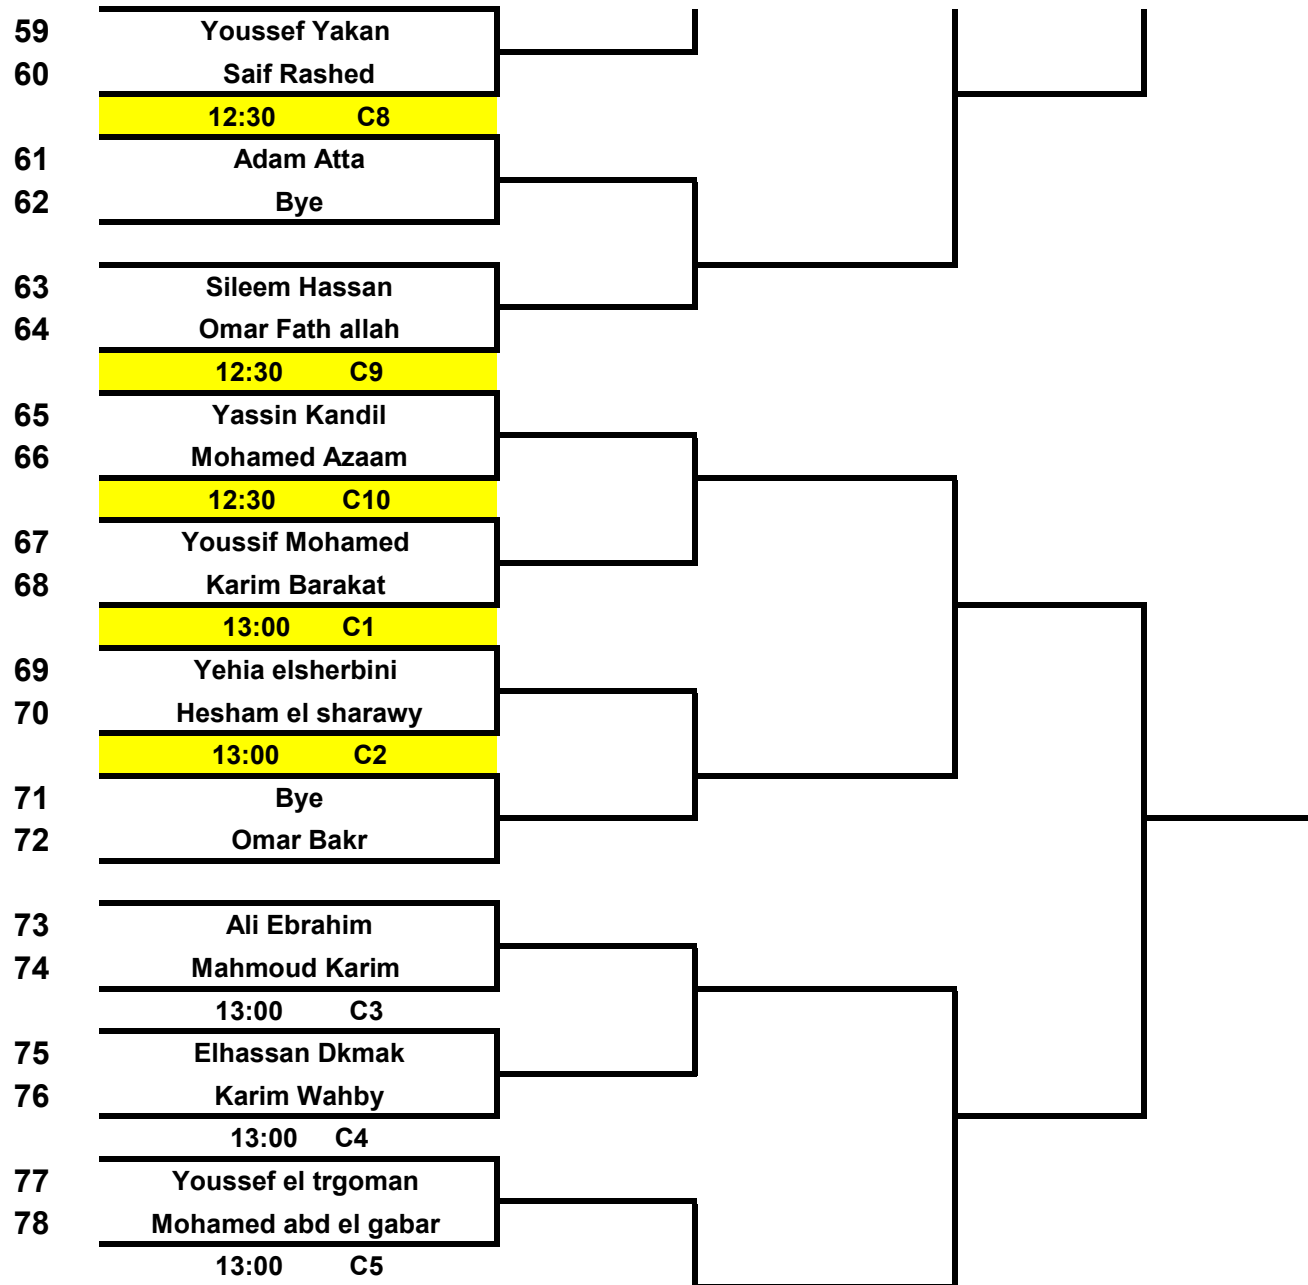 59 Youssef Yakan
60 Saif Rashed
12:30 C8
61 Adam Atta
62 Bye
63 Sileem Hassan
64 Omar Fath allah
12:30 C9
65 Yassin Kandil
66 Mohamed Azaam
12:30 C10
67 Youssif Mohamed
68 Karim Barakat
13:00 C1
69 Yehia elsherbini
70 Hesham el sharawy
13:00 C2
71 Bye
72 Omar Bakr
73 Ali Ebrahim
74 Mahmoud Karim
13:00 C3
75 Elhassan Dkmak
76 Karim Wahby
13:00 C4
77 Youssef el trgoman
78 Mohamed abd el gabar
13:00 C5